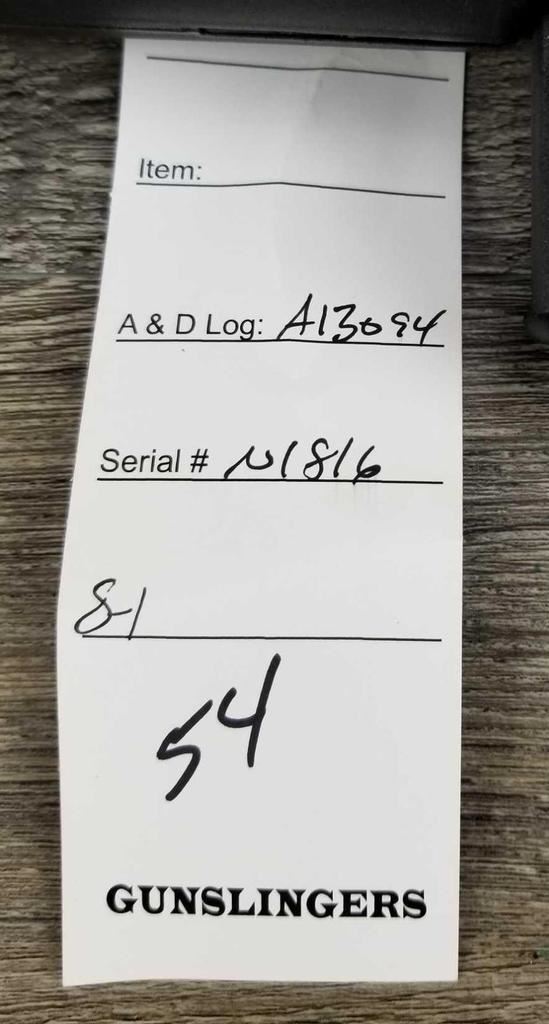 Item:
A & D Log: A13094
Serial # N1816
81
54
GUNSLINGERS